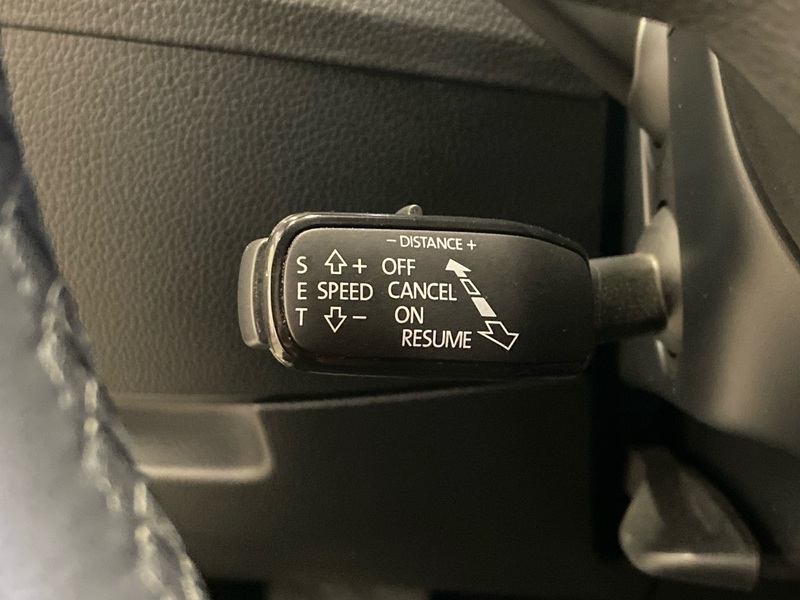 − DISTANCE +
S + OFF
E SPEED CANCEL
T − ON
RESUME